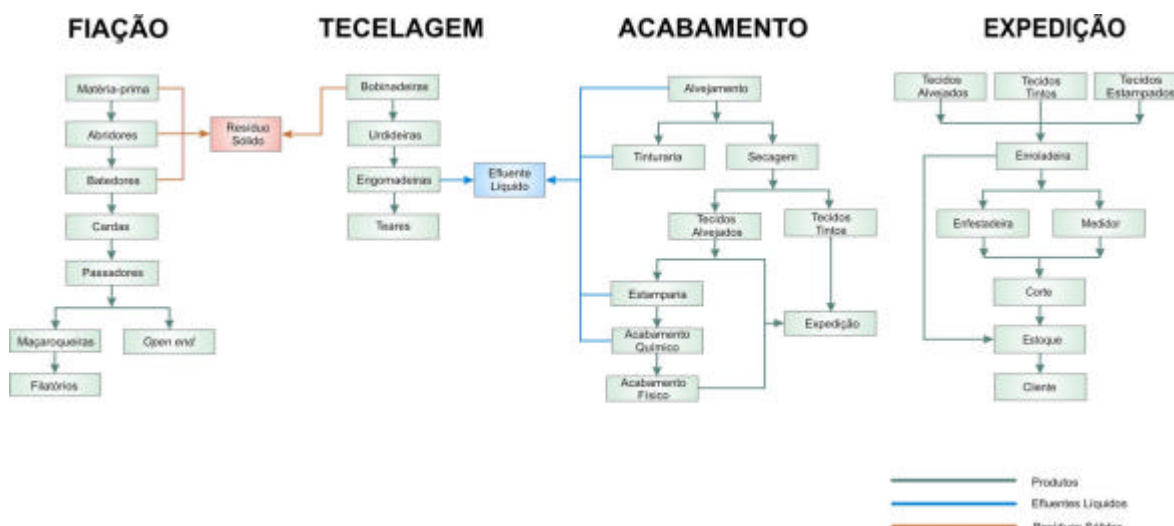 FIAÇÃO
TECELAGEM
ACABAMENTO
EXPEDIÇÃO
Matéria-prima
Abridores
Batedores
Cardas
Passadores
Maçaroqueiras
Open end
Filatórios
Resíduo
Sólido
Bobinadeiras
Urdideiras
Engomadeiras
Teares
Efluente
Líquido
Alvejamento
Tinturaria
Secagem
Tecidos
Alvejados
Tecidos
Tintos
Estamparia
Acabamento
Químico
Acabamento
Físico
Expedição
Tecidos
Alvejados
Tecidos
Tintos
Tecidos
Estampados
Enroladeira
Enfestadeira
Medidor
Corte
Estoque
Cliente
Produtos
Efluentes Líquidos
Resíduos Sólidos